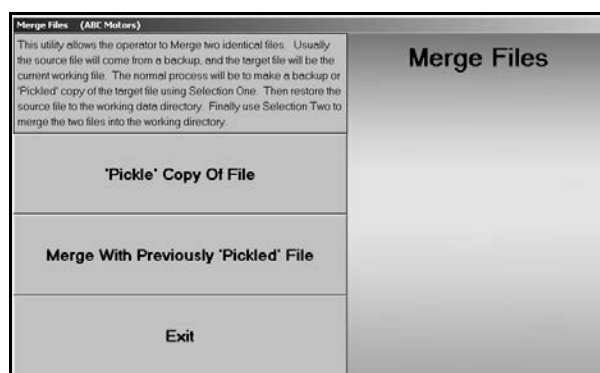 Merge Files (ABC Motors)
This utility allows the operator to Merge two identical files. Usually
the source file will come from a backup, and the target file will be the
current working file. The normal process will be to make a backup or
'Pickled' copy of the target file using Selection One. Then restore the
source file to the working data directory. Finally use Selection Two to
merge the two files into the working directory.
Merge Files
'Pickle' Copy Of File
Merge With Previously 'Pickled' File
Exit